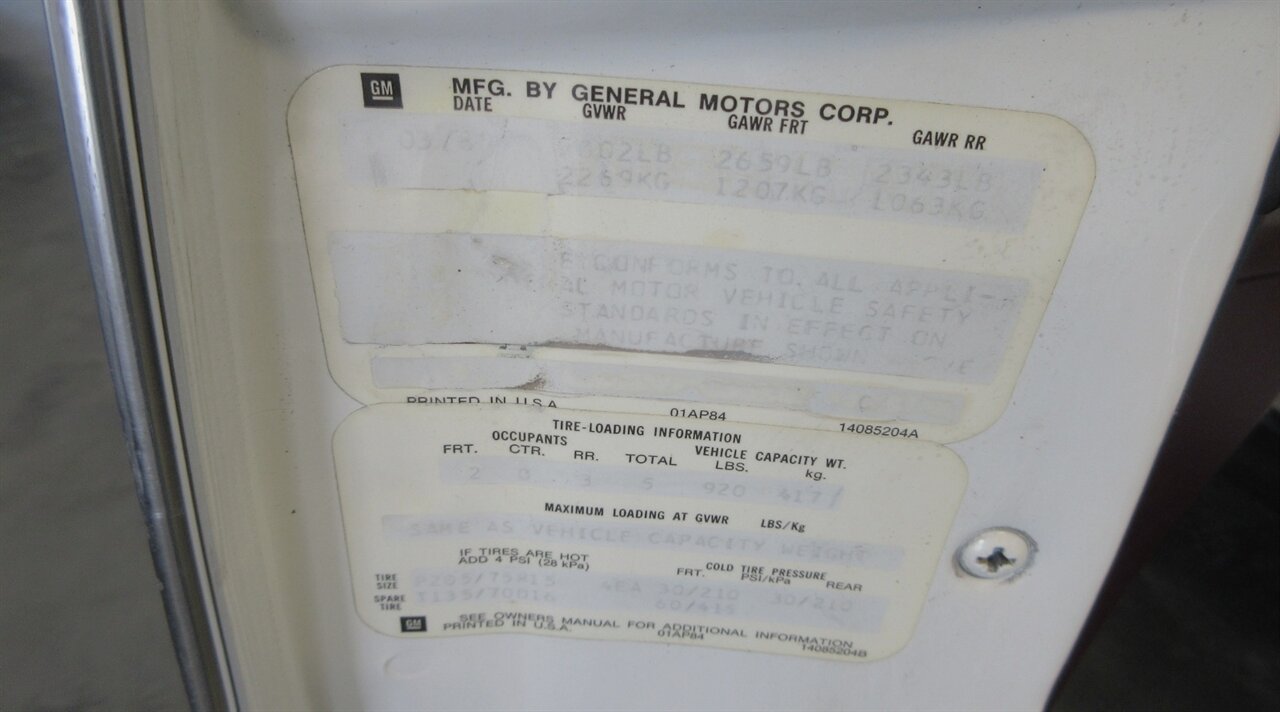 GM MFG. BY GENERAL MOTORS CORP.
DATE GVWR GAWR FRT GAWR RR
2659LB 2343LB
2269KG 1207KG 1063KG
CONFORMS TO ALL APPLI-
MOTOR VEHICLE SAFETY
STANDARDS IN EFFECT ON
MANUFACTURE SHOWN
PRINTED IN U.S.A. 01AP84 14085204A
TIRE-LOADING INFORMATION
OCCUPANTS VEHICLE CAPACITY WT.
FRT. CTR. RR. TOTAL LBS. kg.
2 0 3 5 920 417
MAXIMUM LOADING AT GVWR LBS/Kg
SAME AS VEHICLE CAPACITY WEIGHT
IF TIRES ARE HOT
ADD 4 PSI (28 kPa)
COLD TIRE PRESSURE
FRT. PSI/kPa REAR
TIRE SIZE P205/75R15 30/210 30/210
SPARE TIRE 60/415
GM SEE OWNERS MANUAL FOR ADDITIONAL INFORMATION
PRINTED IN U.S.A. 01AP84 14085204B